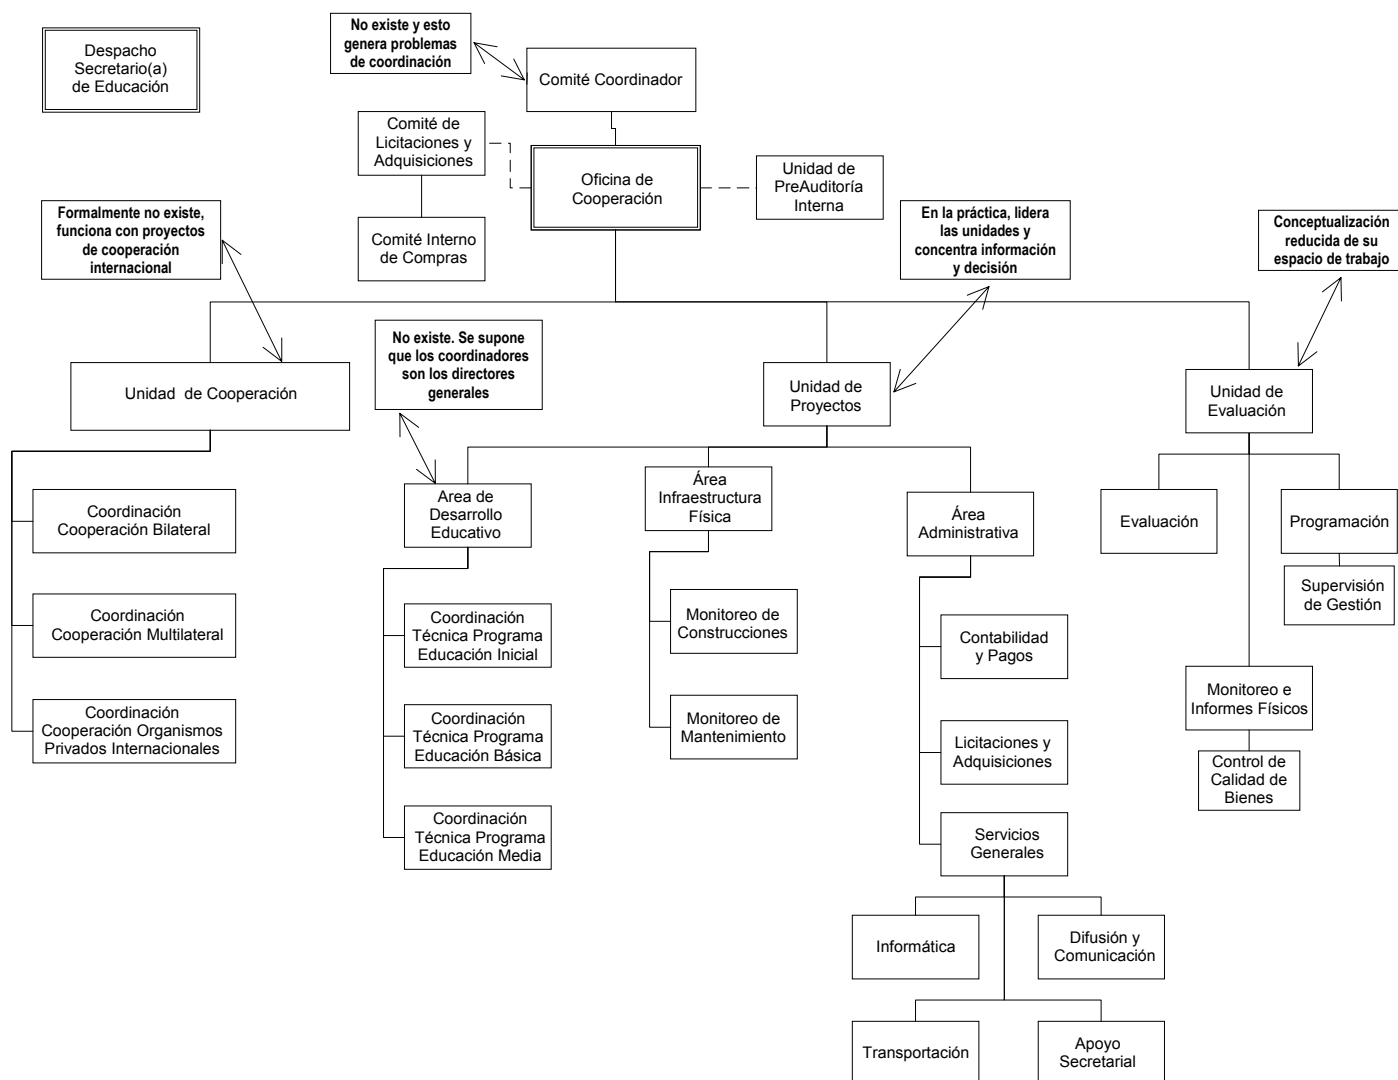 No existe y esto
genera problemas
de coordinación
Despacho
Secretario(a)
de Educación
Comité Coordinador
Comité de
Licitaciones y
Adquisiciones
Oficina de
Cooperación
Unidad de
PreAuditoría
Interna
Comité Interno
de Compras
Formalmente no existe,
funciona con proyectos
de cooperación
internacional
En la práctica, lidera
las unidades y
concentra información
y decisión
Conceptualización
reducida de su
espacio de trabajo
No existe. Se supone
que los coordinadores
son los directores
generales
Unidad de Cooperación
Unidad de
Proyectos
Unidad de
Evaluación
Coordinación
Cooperación Bilateral
Coordinación
Cooperación Multilateral
Coordinación
Cooperación Organismos
Privados Internacionales
Area de
Desarrollo
Educativo
Coordinación
Técnica Programa
Educación Inicial
Coordinación
Técnica Programa
Educación Básica
Coordinación
Técnica Programa
Educación Media
Área
Infraestructura
Física
Monitoreo de
Construcciones
Monitoreo de
Mantenimiento
Área
Administrativa
Contabilidad
y Pagos
Licitaciones y
Adquisiciones
Servicios
Generales
Informática
Difusión y
Comunicación
Transportación
Apoyo
Secretarial
Evaluación
Programación
Supervisión
de Gestión
Monitoreo e
Informes Físicos
Control de
Calidad de
Bienes